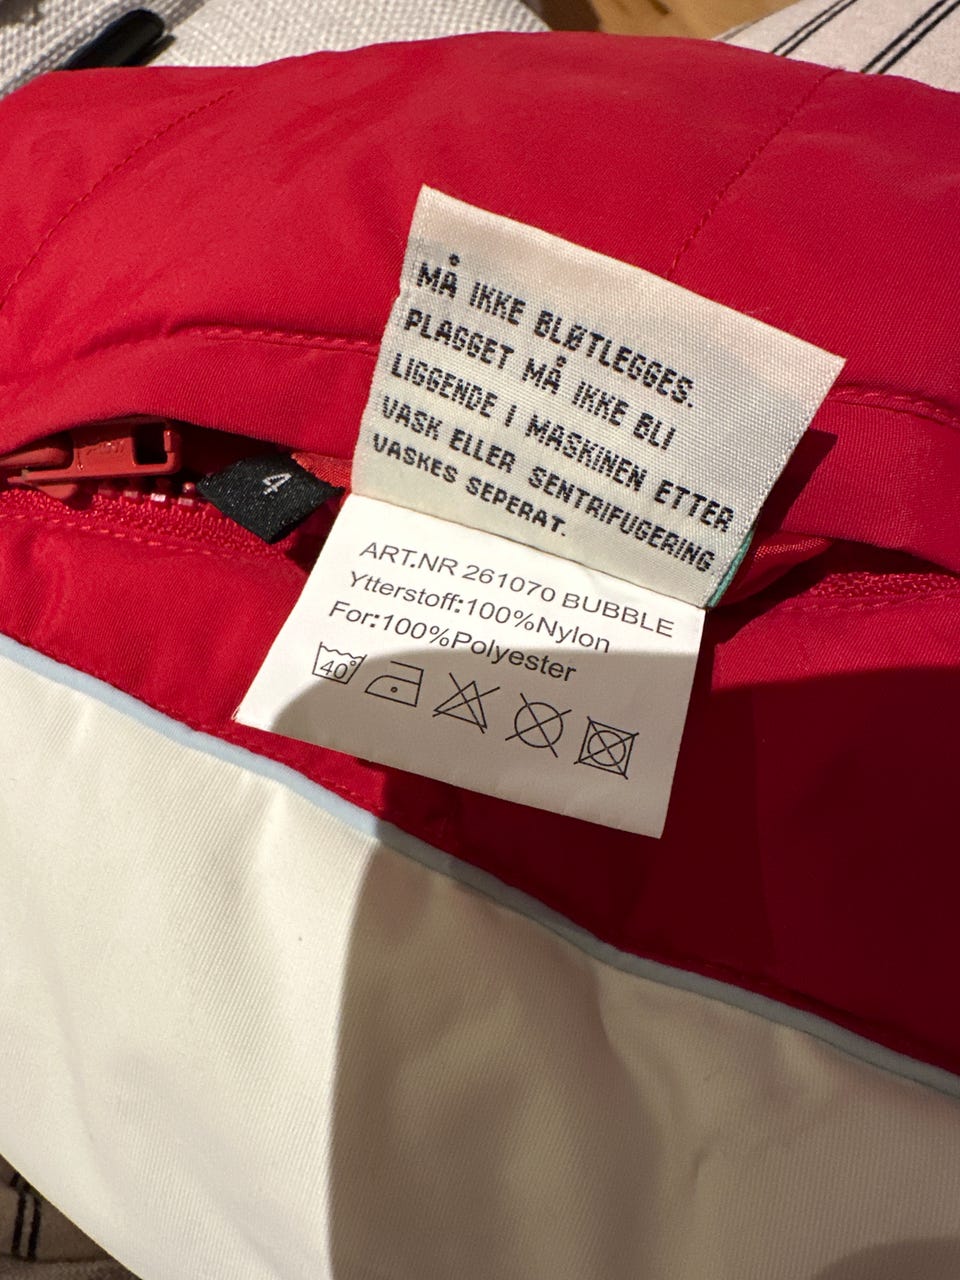 MÅ IKKE BLØTLEGGES.
PLAGGET MÅ IKKE BLI
LIGGENDE I MASKINEN ETTER
VASK ELLER SENTRIFUGERING
VASKES SEPERAT.
4
ART.NR 261070 BUBBLE
Ytterstoff:100%Nylon
For:100%Polyester
40°